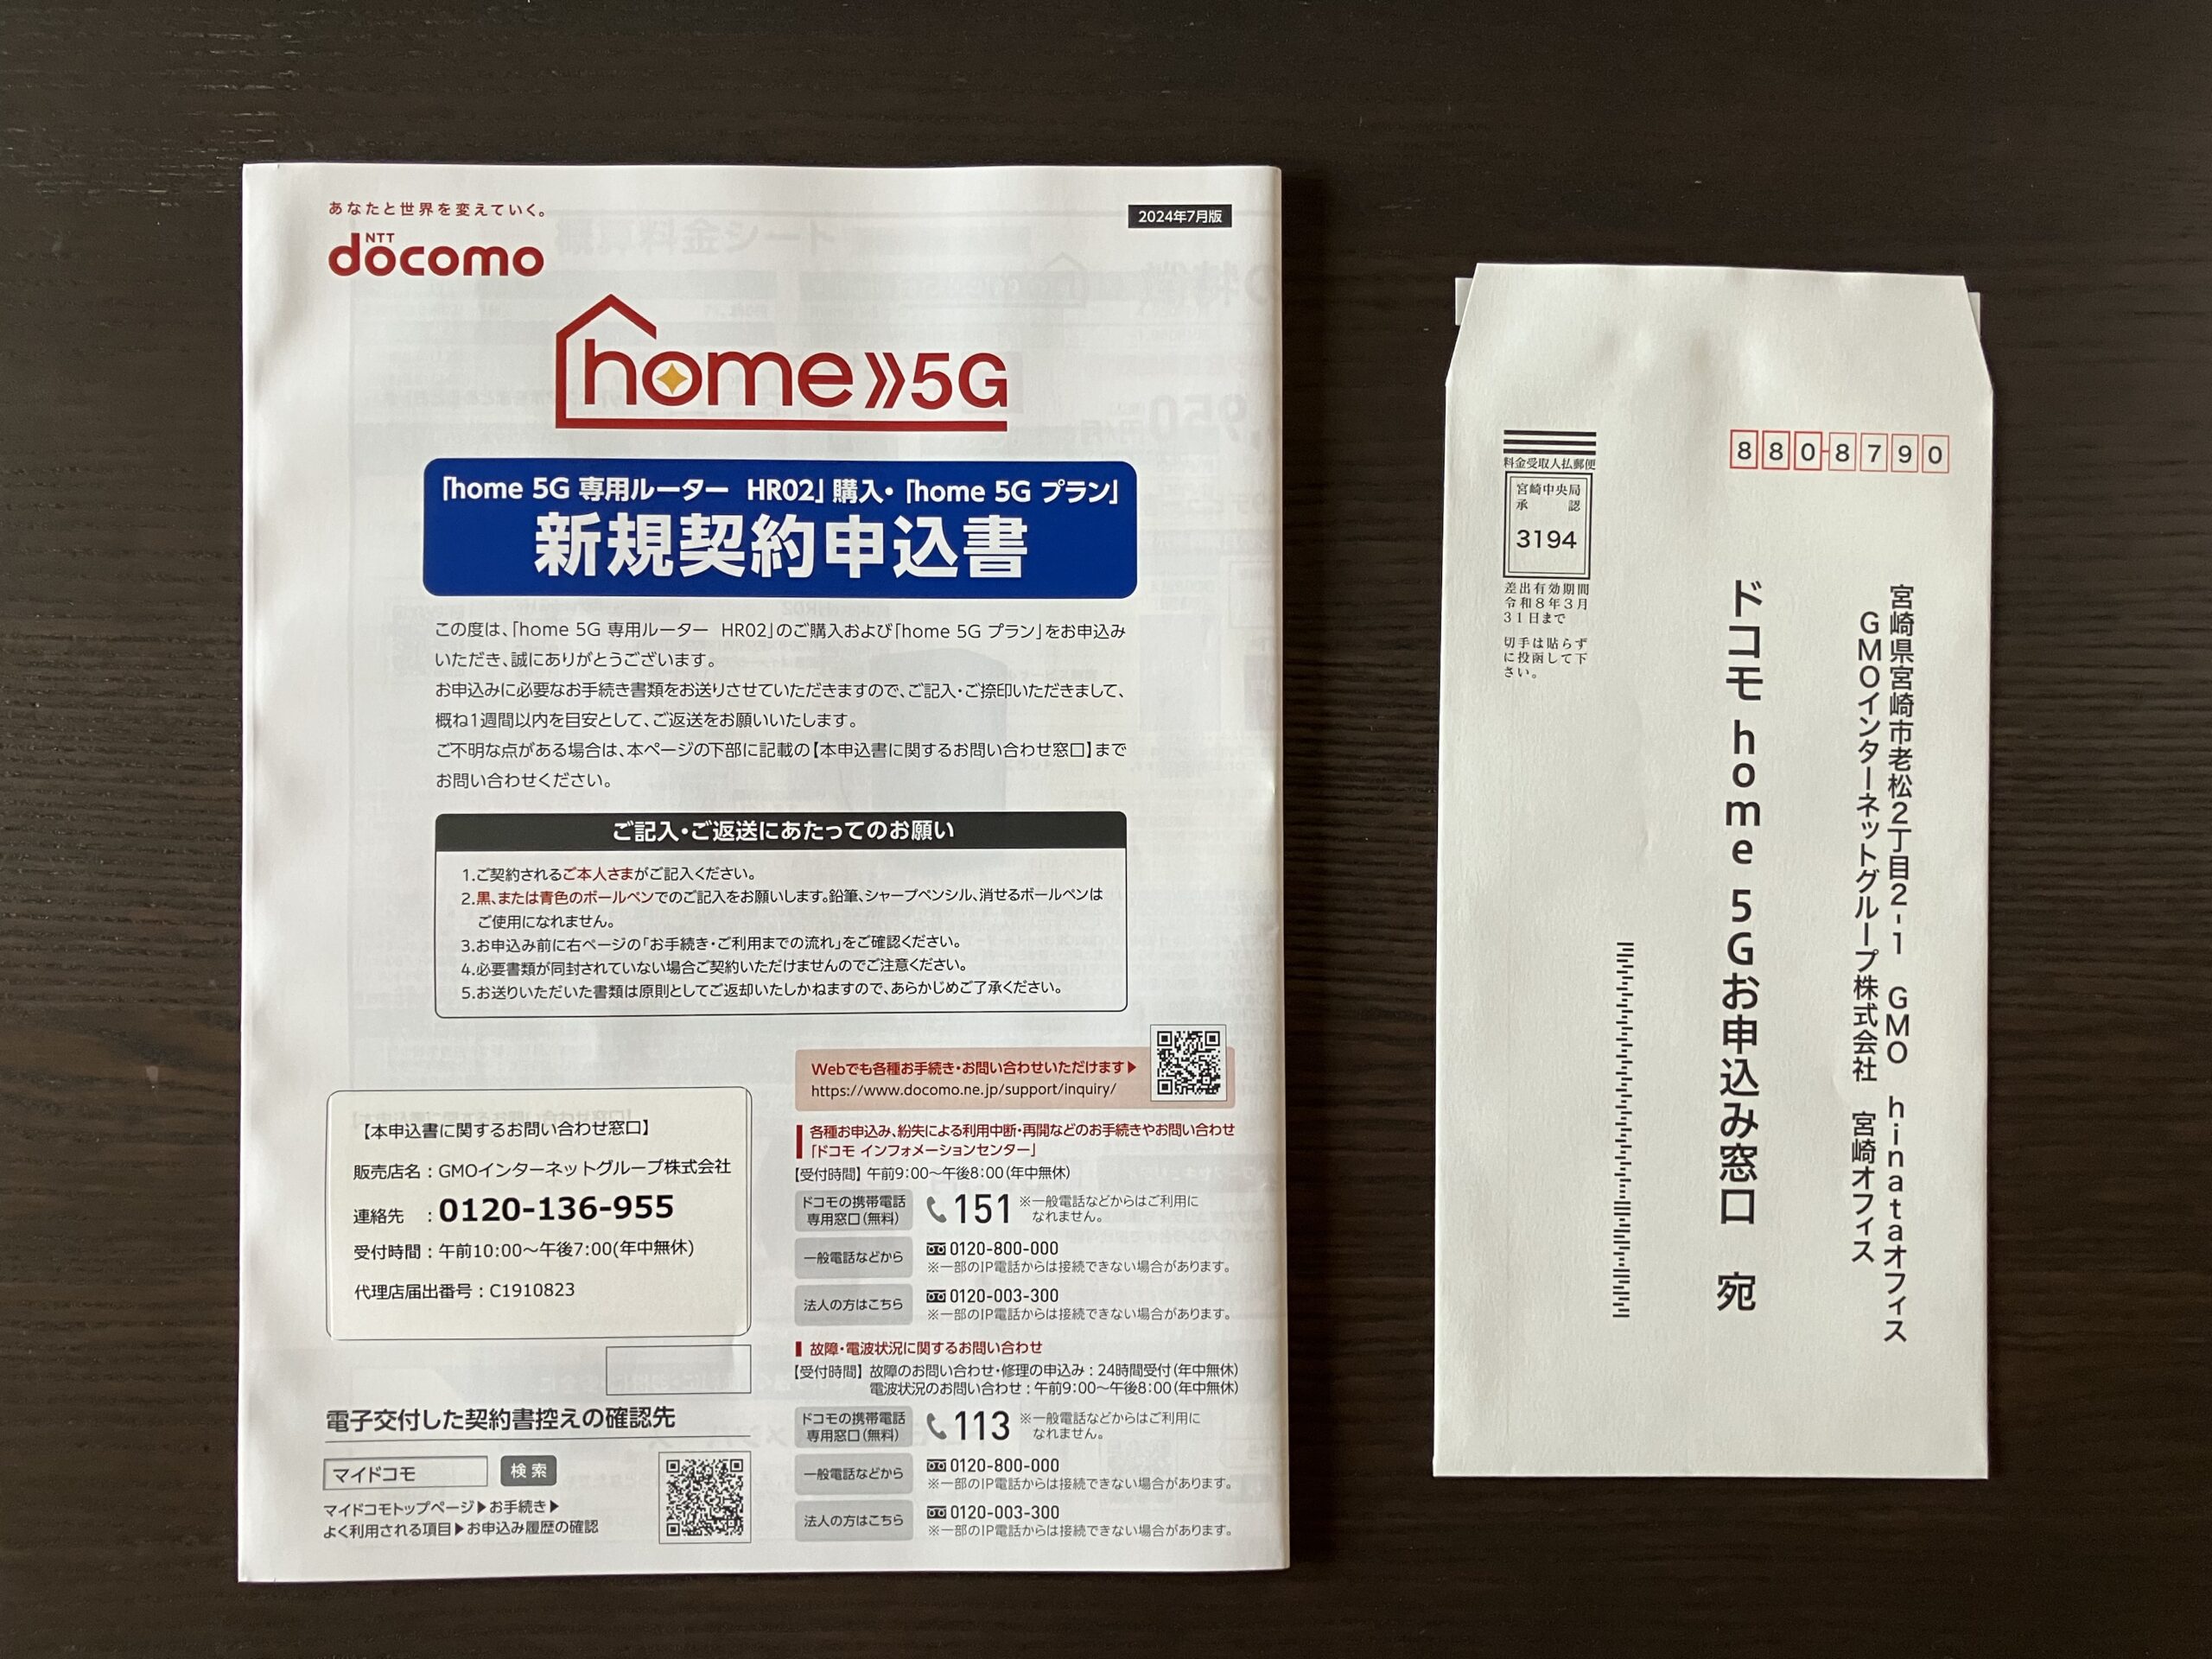 あなたと世界を変えていく。
NTT
docomo
2024年7月版
home 5G
「home 5G 専用ルーター HR02」購入・「home 5G プラン」
新規契約申込書
この度は、「home 5G 専用ルーター HR02」のご購入および「home 5G プラン」をお申込み
いただき、誠にありがとうございます。
お申込みに必要なお手続き書類をお送りさせていただきますので、ご記入・ご捺印いただきまして、
概ね1週間以内を目安として、ご返送をお願いいたします。
ご不明な点がある場合は、本ページの下部に記載の【本申込書に関するお問い合わせ窓口】まで
お問い合わせください。
ご記入・ご返送にあたってのお願い
1.ご契約されるご本人さまがご記入ください。
2.黒、または青色のボールペンでのご記入をお願いします。鉛筆、シャープペンシル、消せるボールペンは
ご使用になれません。
3.お申込み前に右ページの「お手続き・ご利用までの流れ」をご確認ください。
4.必要書類が同封されていない場合ご契約いただけませんのでご注意ください。
5.お送りいただいた書類は原則としてご返却いたしかねますので、あらかじめご了承ください。
【本申込書に関するお問い合わせ窓口】
販売店名：GMOインターネットグループ株式会社
連絡先 ：0120-136-955
受付時間：午前10:00～午後7:00(年中無休)
代理店届出番号：C1910823
電子交付した契約書控えの確認先
マイドコモ 検索
マイドコモトップページ▶お手続き▶
よく利用される項目▶お申込み履歴の確認
Webでも各種お手続き・お問い合わせいただけます▶
https://www.docomo.ne.jp/support/inquiry/
各種お申込み、紛失による利用中断・再開などのお手続きやお問い合わせ
「ドコモ インフォメーションセンター」
【受付時間】午前9：00～午後8：00（年中無休）
ドコモの携帯電話
専用窓口（無料）
151 ※一般電話などからはご利用に
なれません。
一般電話などから
0120-800-000
※一部のIP電話からは接続できない場合があります。
法人の方はこちら
0120-003-300
※一部のIP電話からは接続できない場合があります。
故障・電波状況に関するお問い合わせ
【受付時間】故障のお問い合わせ・修理の申込み：24時間受付（年中無休）
電波状況のお問い合わせ：午前9：00～午後8：00（年中無休）
ドコモの携帯電話
専用窓口（無料）
113 ※一般電話などからはご利用に
なれません。
一般電話などから
0120-800-000
※一部のIP電話からは接続できない場合があります。
法人の方はこちら
0120-003-300
※一部のIP電話からは接続できない場合があります。
880-8790
料金受取人払郵便
宮崎中央局
承認
3194
差出有効期間
令和8年3月
31日まで
切手は貼らず
に投函して下
さい。
宮崎県宮崎市老松2丁目2-1 GMO hinataオフィス
GMOインターネットグループ株式会社 宮崎オフィス
ドコモ home 5Gお申込み窓口 宛